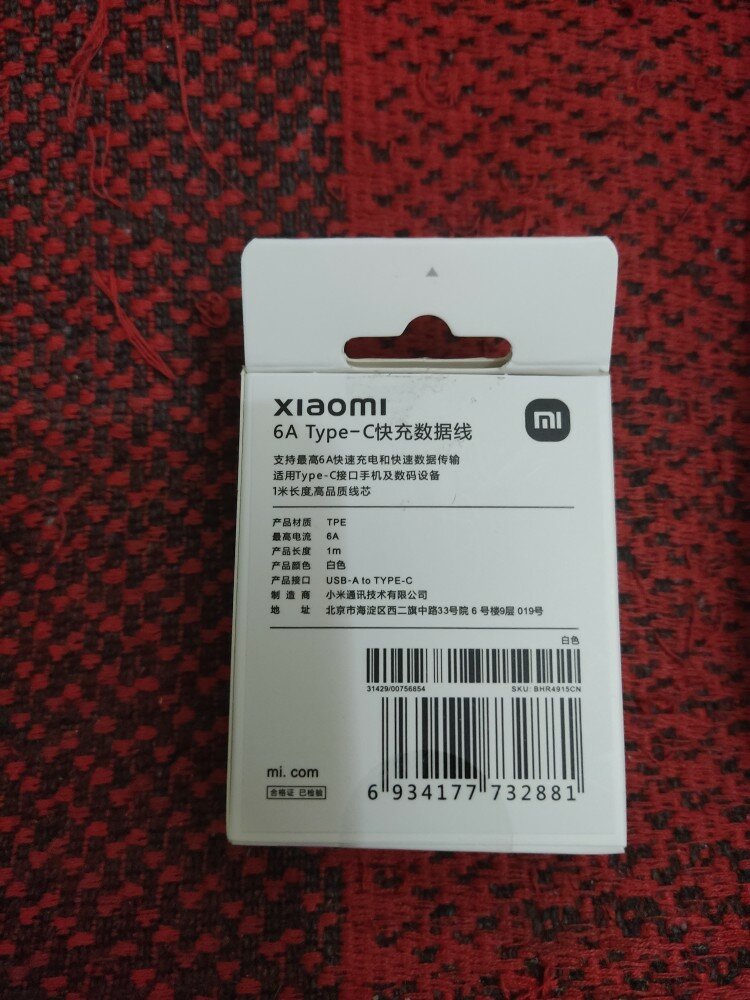 xiaomi
mi
6A Type-C快充数据线
支持最高6A快速充电和快速数据传输
适用Type-C接口手机及数码设备
1米长度,高品质线芯
产品材质 TPE
最高电流 6A
产品长度 1m
产品颜色 白色
产品接口 USB-A to TYPE-C
制造商 小米通讯技术有限公司
地址 北京市海淀区西二旗中路33号院 6 号楼9层 019号
白色
31429/00756854 SKU: BHR4915CN
mi. com
合格证 已检验
6 934177 732881